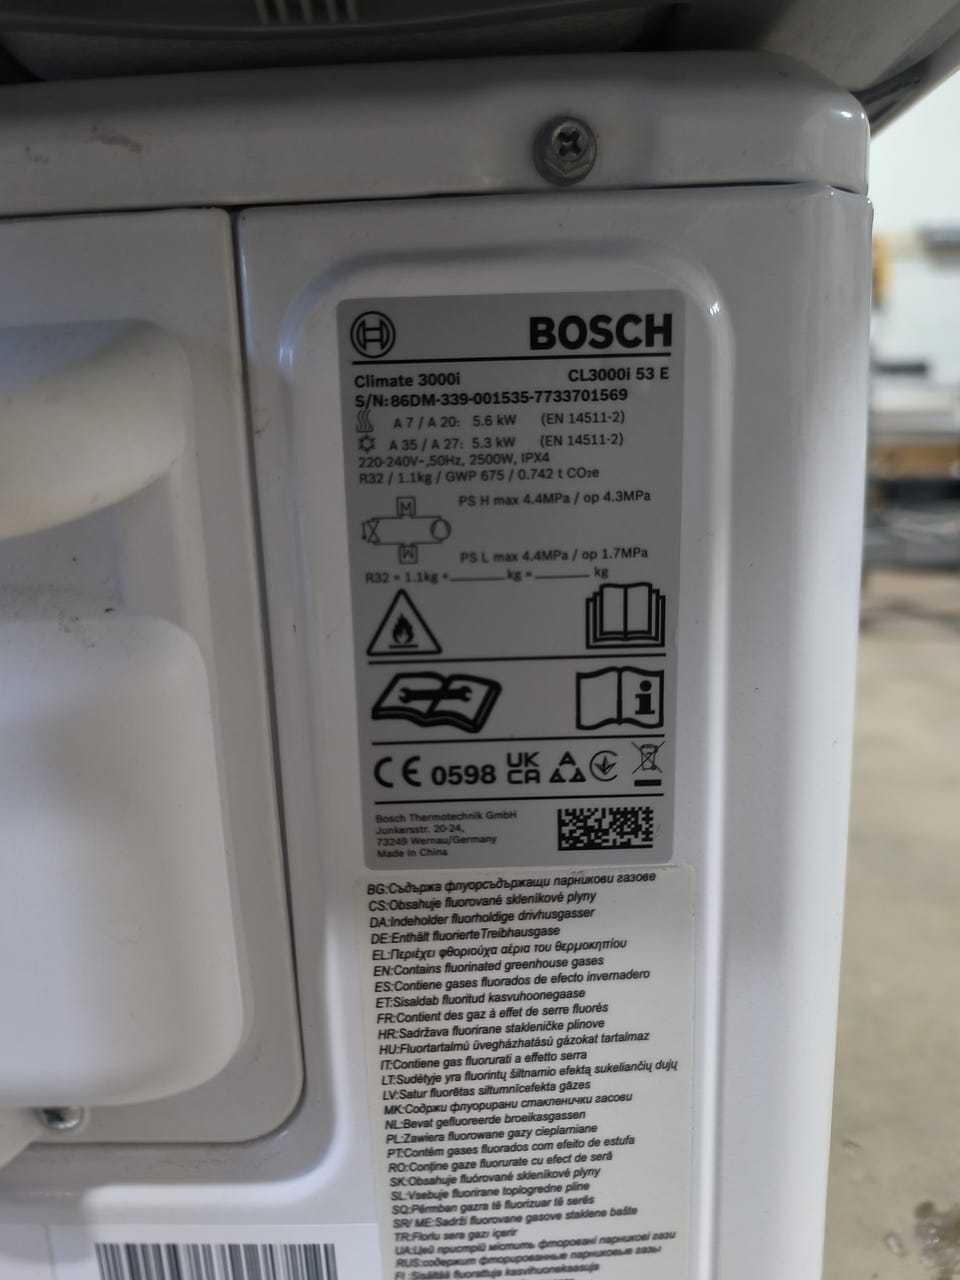 BOSCH
Climate 3000i CL3000i 53 E
S/N:86DM-339-001535-7733701569
A 7 / A 20: 5.6 kW (EN 14511-2)
A 35 / A 27: 5.3 kW (EN 14511-2)
220-240V~,50Hz, 2500W, IPX4
R32 / 1.1kg / GWP 675 / 0.742 t CO₂e
M
PS H max 4.4MPa / op 4.3MPa
M
PS L max 4.4MPa / op 1.7MPa
R32 = 1.1kg +________ kg =________ kg
i
CE 0598 UK CA
Bosch Thermotechnik GmbH
Junkersstr. 20-24,
73249 Wernau/Germany
Made in China
BG:Съдържа флуорсъдържащи парникови газове
CS:Obsahuje fluorované skleníkové plyny
DA:Indeholder fluorholdige drivhusgasser
DE:Enthält fluorierte Treibhausgase
EL:Περιέχει φθοριούχα αέρια του θερμοκηπίου
EN:Contains fluorinated greenhouse gases
ES:Contiene gases fluorados de efecto invernadero
ET:Sisaldab fluoritud kasvuhoonegaase
FR:Contient des gaz à effet de serre fluorés
HR:Sadržava fluorirane stakleničke plinove
HU:Fluortartalmú üvegházhatású gázokat tartalmaz
IT:Contiene gas fluorurati a effetto serra
LT:Sudėtyje yra fluorintų šiltnamio efektą sukeliančių dujų
LV:Satur fluorētas siltumnīcefekta gāzes
MK:Содржи флуорирани стакленички гасови
NL:Bevat gefluoreerde broeikasgassen
PL:Zawiera fluorowane gazy cieplarniane
PT:Contém gases fluorados com efeito de estufa
RO:Conține gaze fluorurate cu efect de seră
SK:Obsahuje fluórované skleníkové plyny
SL:Vsebuje fluorirane toplogredne pline
SQ:Përmban gazra të fluorizuar të serës
SR/ ME:Sadrži fluorovane gasove staklene bašte
TR:Floriu sera gazı içerir
UA:Цей пристрій містить фторовані парникові гази
RUS:содержит фторированные парниковые газы
FI :Sisältää fluorattuja kasvihuonekaasuja